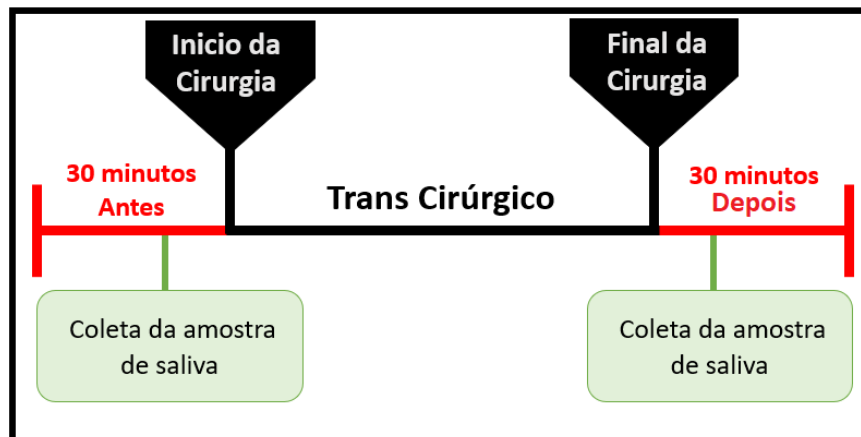 Inicio da
Cirurgia
Final da
Cirurgia
30 minutos
Antes
Trans Cirúrgico
30 minutos
Depois
Coleta da amostra
de saliva
Coleta da amostra
de saliva